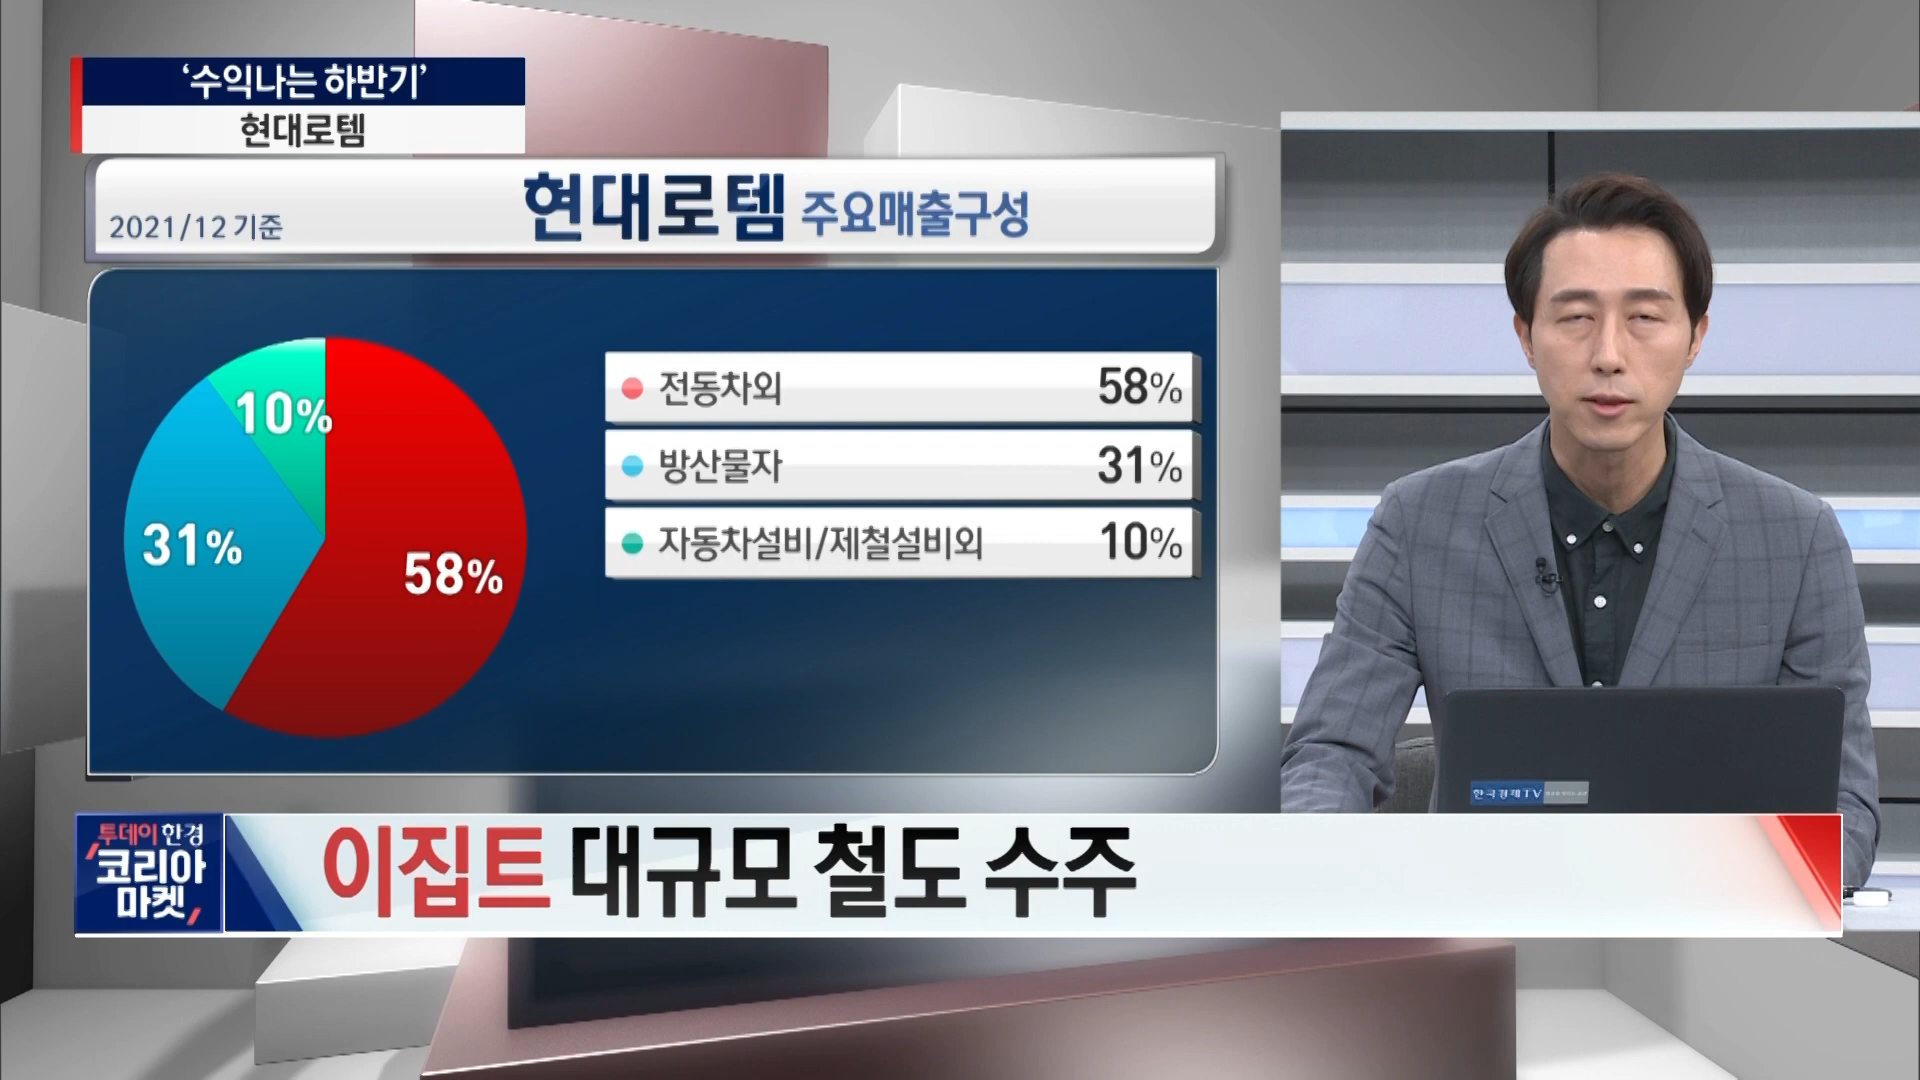 ‘수익나는 하반기’
현대로템
2021/12 기준
현대로템 주요매출구성
10%
31%
58%
전동차외 58%
방산물자 31%
자동차설비/제철설비외 10%
한국경제TV
투데이 한경
코리아
마켓
이집트 대규모 철도 수주